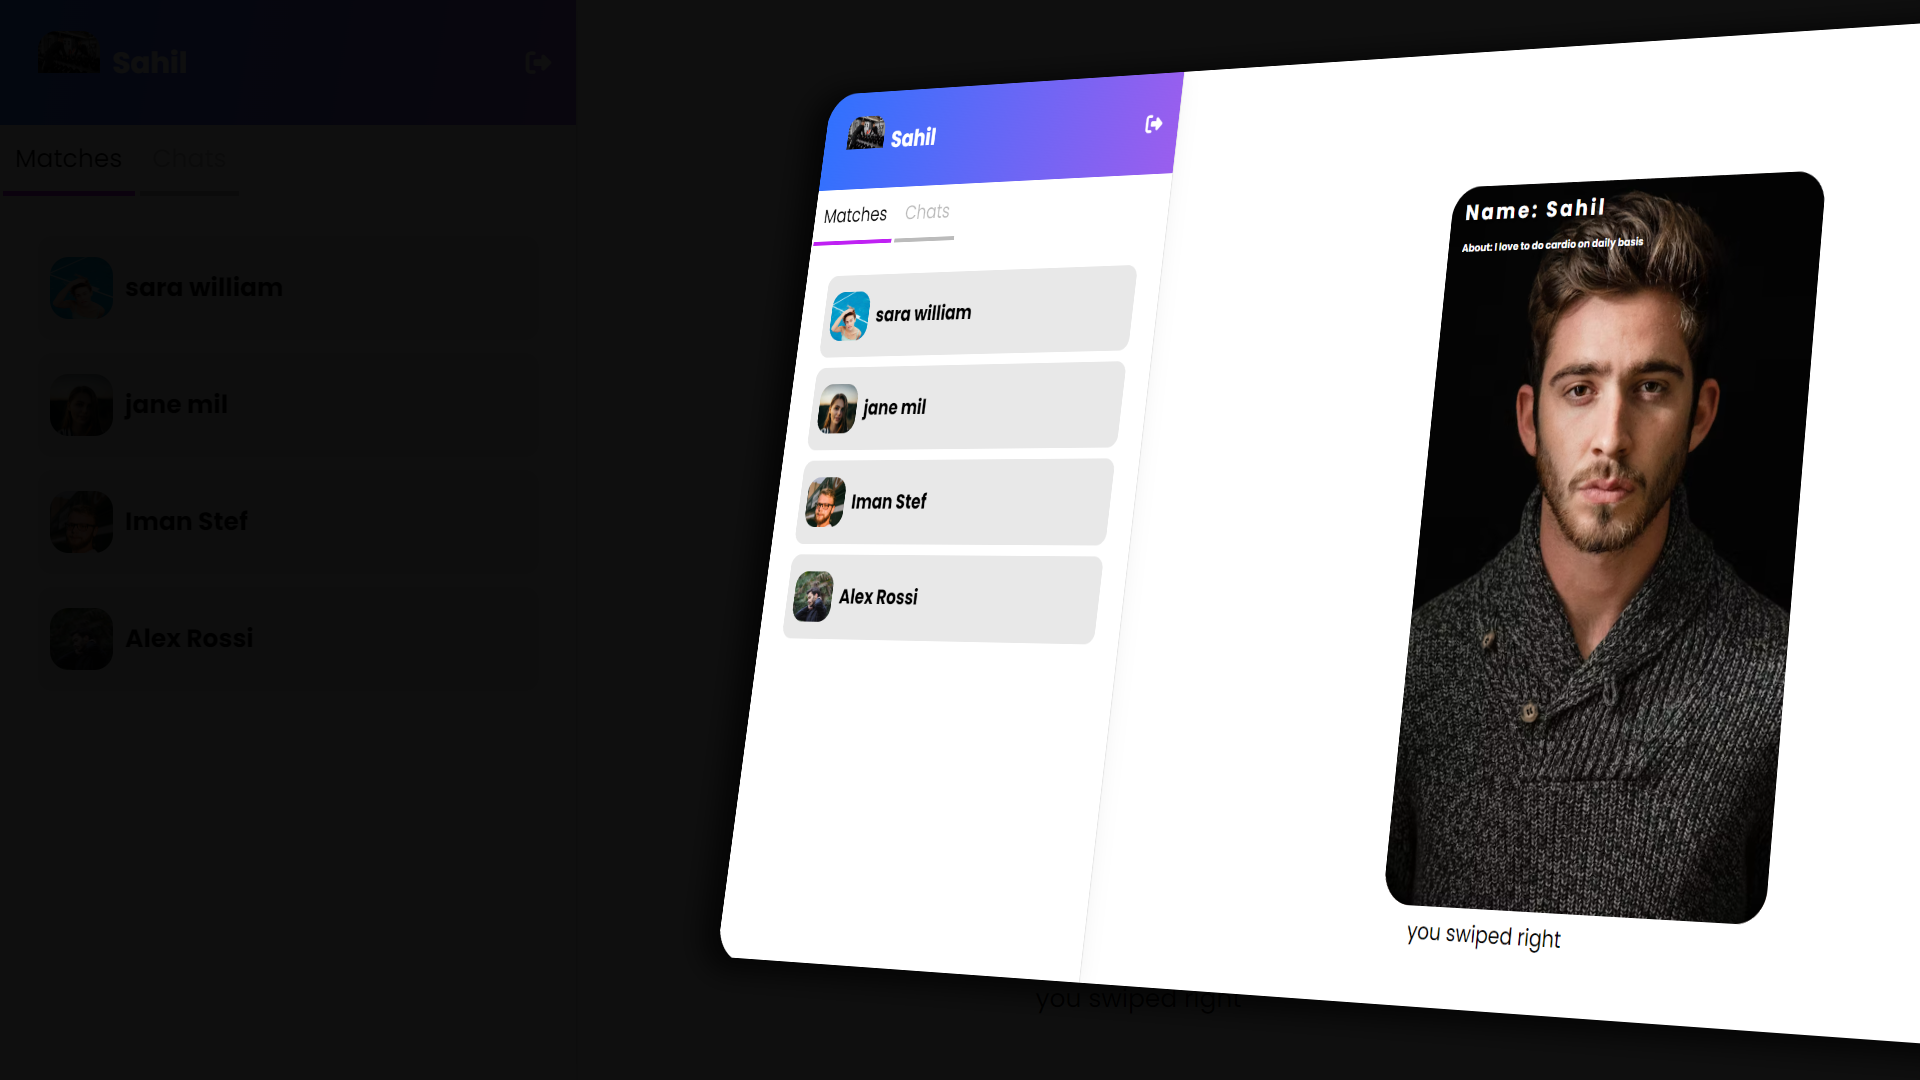 Sahil
Matches Chats
sara william
jane mil
Iman Stef
Alex Rossi
you swiped right
Sahil
Matches Chats
sara william
jane mil
Iman Stef
Alex Rossi
Name: Sahil
About: I love to do cardio on daily basis
you swiped right